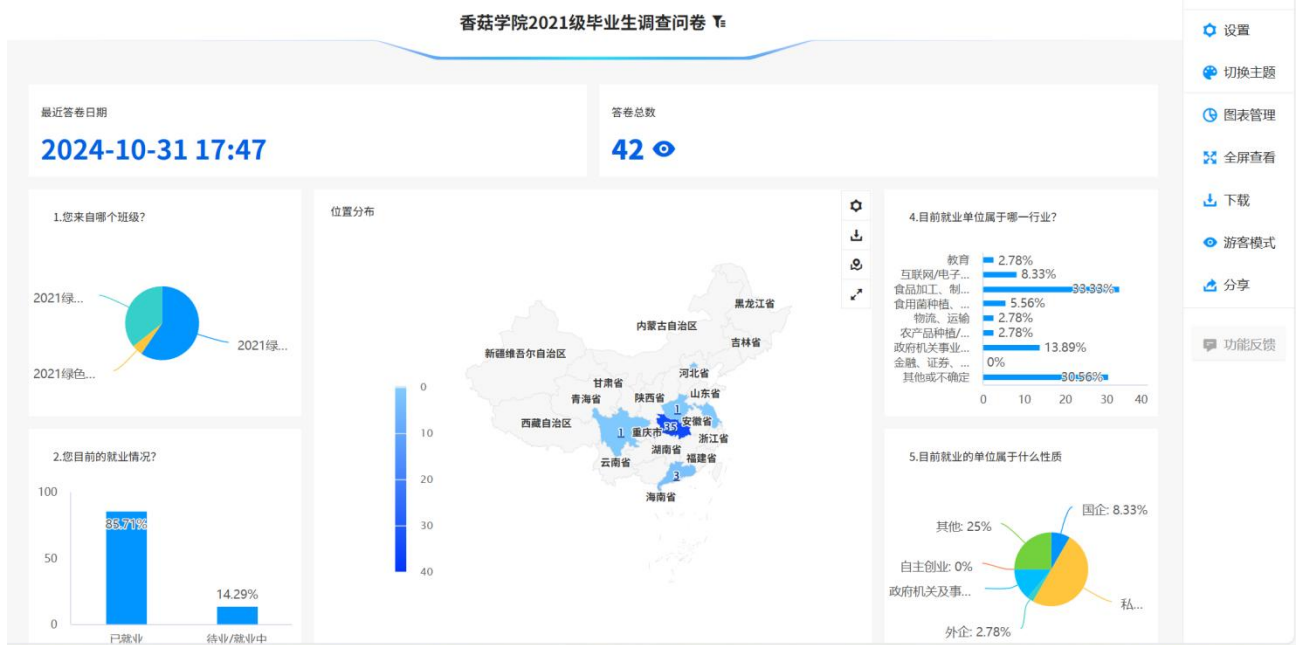 香菇学院2021级毕业生调查问卷
设置
切换主题
图表管理
全屏查看
下载
游客模式
分享
功能反馈
最近答卷日期
2024-10-31 17:47
答卷总数
42
1.您来自哪个班级?
2021绿...
2021绿...
2021绿色...
2.您目前的就业情况?
100
50
0
85.71%
14.29%
已就业
待业/就业中
位置分布
0
10
20
30
40
黑龙江省
内蒙古自治区
吉林省
新疆维吾尔自治区
河北省
甘肃省
山东省
青海省
陕西省
1
安徽省
西藏自治区
1
重庆市
35
浙江省
湖南省
福建省
云南省
3
海南省
4.目前就业单位属于哪一行业?
教育 2.78%
互联网/电子... 8.33%
食品加工、制... 33.33%
食用菌种植、... 5.56%
物流、运输 2.78%
农产品种植/... 2.78%
政府机关事业... 13.89%
金融、证券、... 0%
其他或不确定 30.56%
0 10 20 30 40
5.目前就业的单位属于什么性质
国企: 8.33%
其他: 25%
自主创业: 0%
政府机关及事...
私...
外企: 2.78%